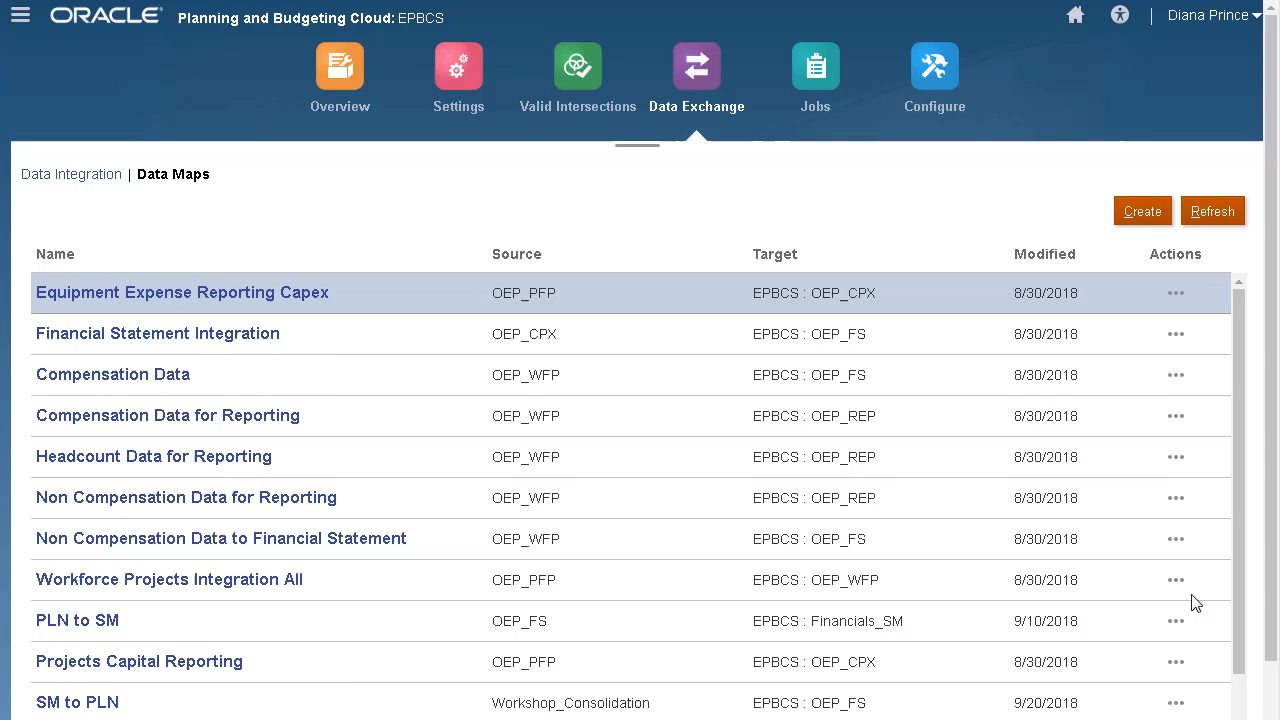 ORACLE Planning and Budgeting Cloud: EPBCS Diana Prince
Overview Settings Valid Intersections Data Exchange Jobs Configure
Data Integration | Data Maps
Create Refresh
Name Source Target Modified Actions
Equipment Expense Reporting Capex OEP_PFP EPBCS : OEP_CPX 8/30/2018
Financial Statement Integration OEP_CPX EPBCS : OEP_FS 8/30/2018
Compensation Data OEP_WFP EPBCS : OEP_FS 8/30/2018
Compensation Data for Reporting OEP_WFP EPBCS : OEP_REP 8/30/2018
Headcount Data for Reporting OEP_WFP EPBCS : OEP_REP 8/30/2018
Non Compensation Data for Reporting OEP_WFP EPBCS : OEP_REP 8/30/2018
Non Compensation Data to Financial Statement OEP_WFP EPBCS : OEP_FS 8/30/2018
Workforce Projects Integration All OEP_PFP EPBCS : OEP_WFP 8/30/2018
PLN to SM OEP_FS EPBCS : Financials_SM 9/10/2018
Projects Capital Reporting OEP_PFP EPBCS : OEP_CPX 8/30/2018
SM to PLN Workshop_Consolidation EPBCS : OEP_FS 9/20/2018